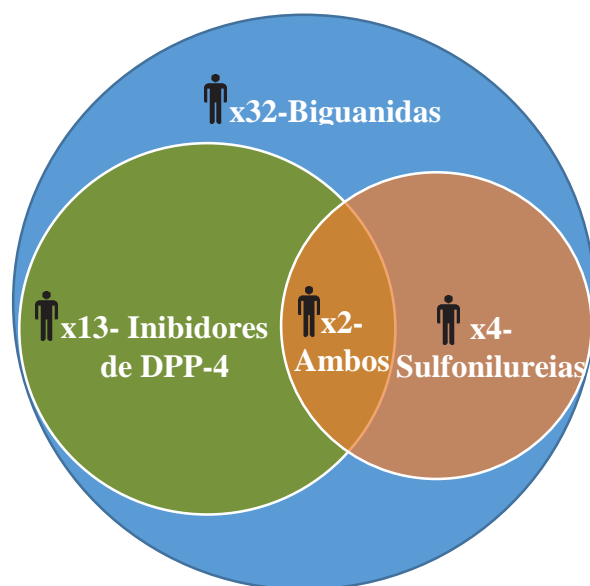 x32-Biguanidas
x13- Inibidores
de DPP-4
x2-
Ambos
x4-
Sulfonilureias